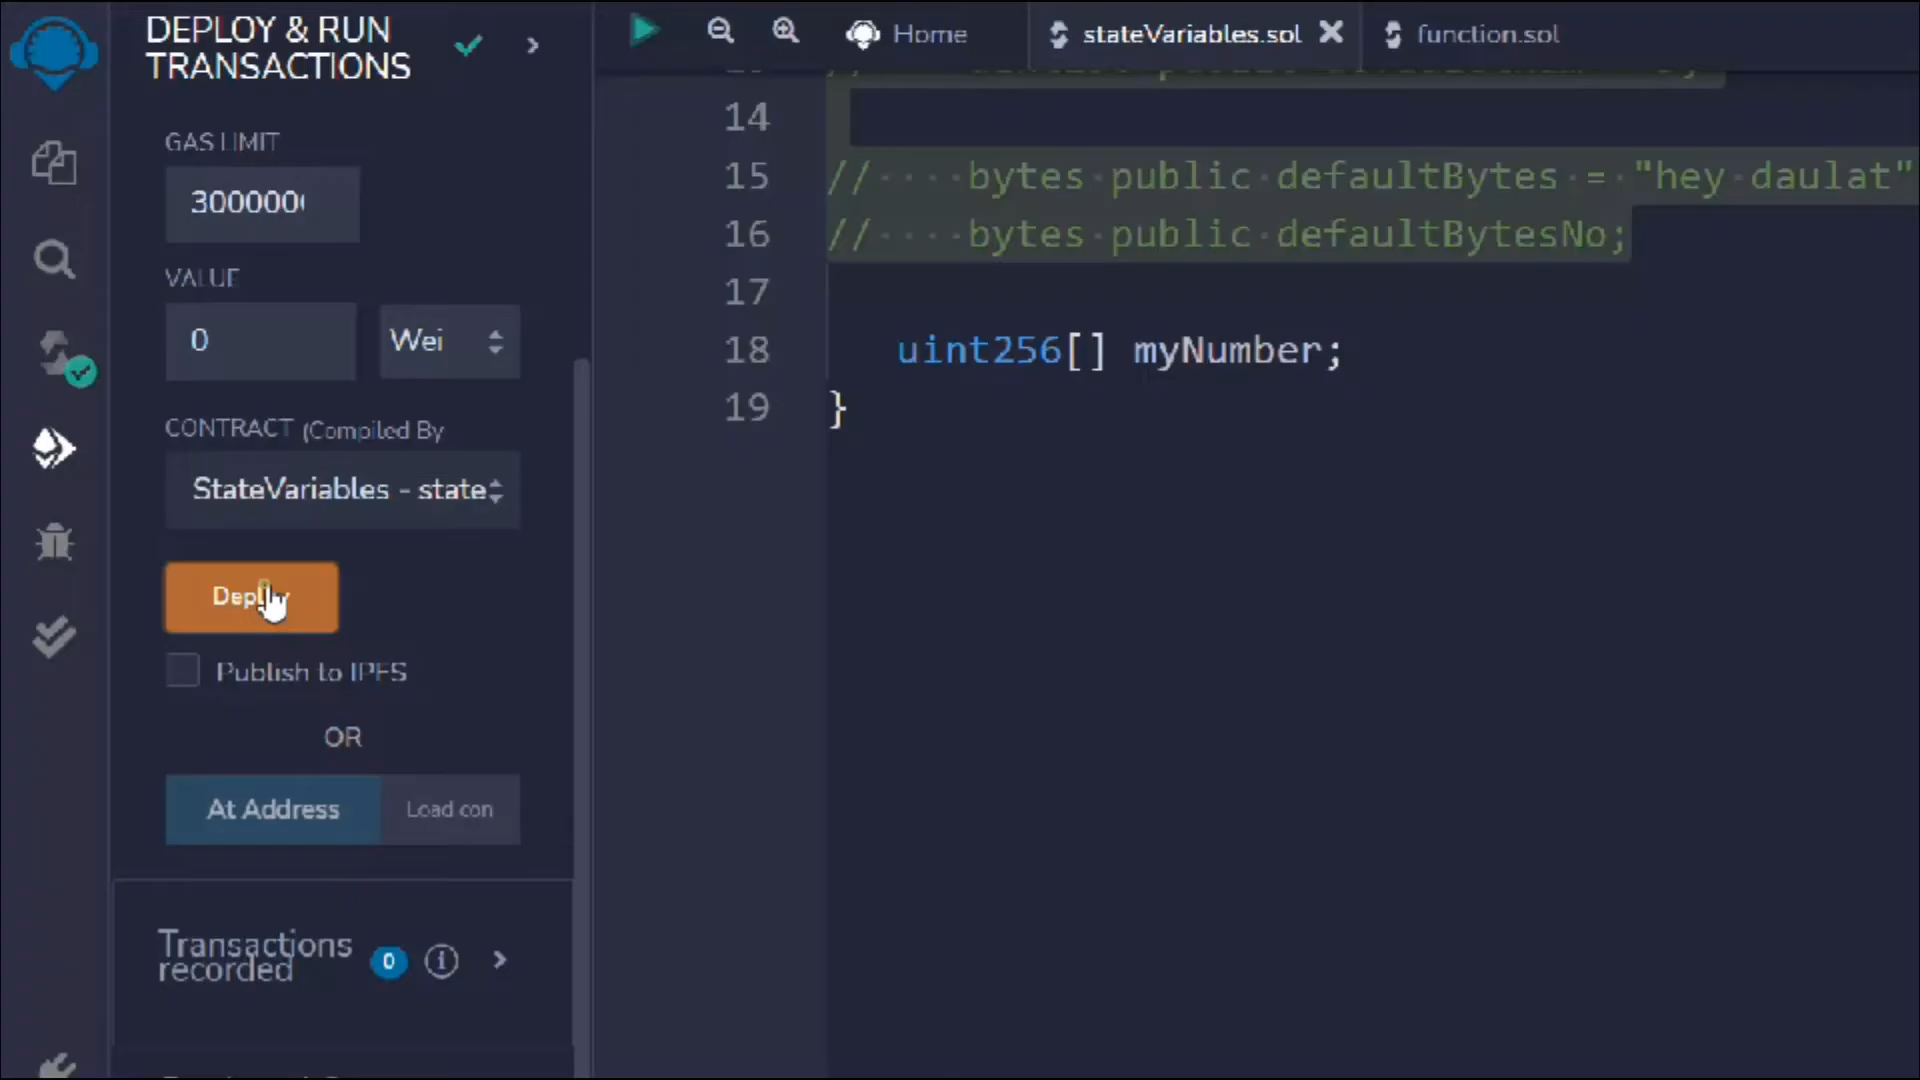 DEPLOY & RUN
TRANSACTIONS
GAS LIMIT
3000000
VALUE
0
Wei
CONTRACT (Compiled By
StateVariables - state
Deploy
Publish to IPFS
OR
At Address
Load con
Transactions
recorded
0
i
Home
stateVariables.sol
function.sol
14
15 // ···· bytes public defaultBytes = "hey daulat"
16 // ···· bytes public defaultBytesNo;
17
18 uint256[] myNumber;
19 }